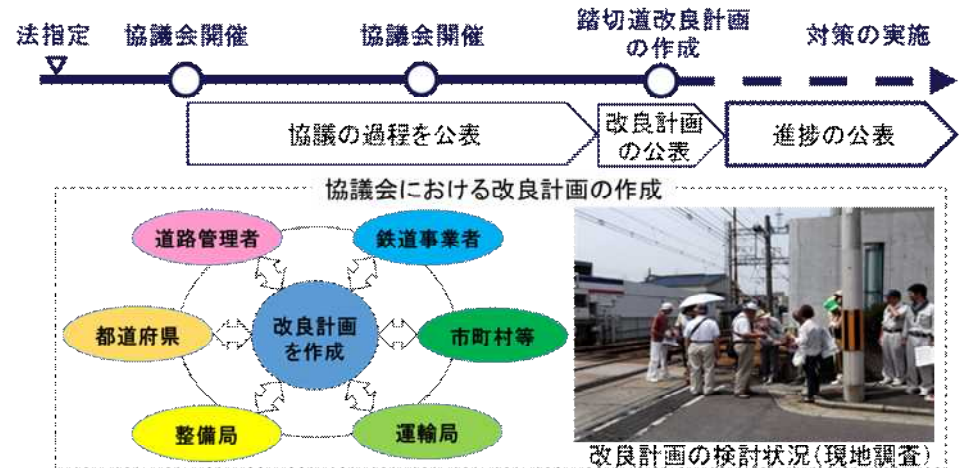 法指定
協議会開催
協議会開催
踏切道改良計画
の作成
対策の実施
協議の過程を公表
改良計画
の公表
進捗の公表
協議会における改良計画の作成
道路管理者
鉄道事業者
都道府県
改良計画
を作成
市町村等
整備局
運輸局
改良計画の検討状況(現地調査)